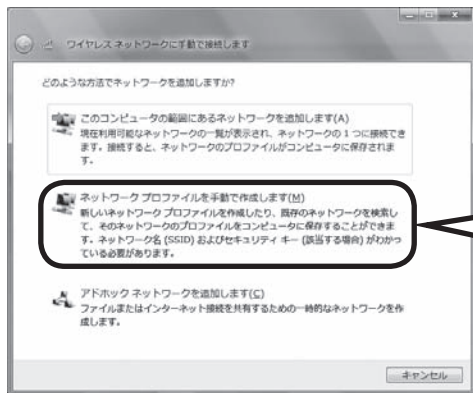 ワイヤレス ネットワークに手動で接続します
どのような方法でネットワークを追加しますか?
このコンピュータの範囲にあるネットワークを追加します(A)
現在利用可能なネットワークの一覧が表示され、ネットワークの 1 つに接続でき
ます。接続すると、ネットワークのプロファイルがコンピュータに保存されま
す。
ネットワーク プロファイルを手動で作成します(M)
新しいネットワーク プロファイルを作成したり、既存のネットワークを検索し
て、そのネットワークのプロファイルをコンピュータに保存することができま
す。ネットワーク名 (SSID) およびセキュリティ キー (該当する場合) がわかっ
ている必要があります。
アドホック ネットワークを追加します(C)
ファイルまたはインターネット接続を共有するための一時的なネットワークを作
成します。
キャンセル